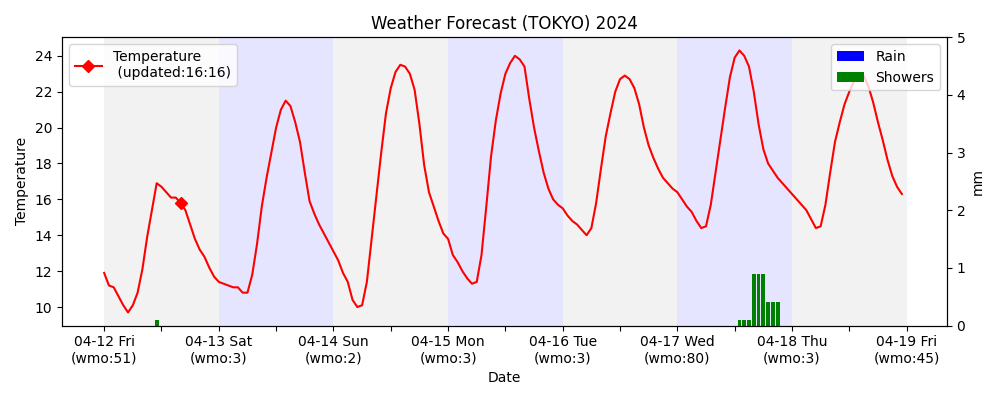 Weather Forecast (TOKYO) 2024
Temperature
(updated:16:16)
Rain
Showers
Temperature
24
22
20
18
16
14
12
10
5
4
3
2
1
0
mm
04-12 Fri
(wmo:51)
04-13 Sat
(wmo:3)
04-14 Sun
(wmo:2)
04-15 Mon
(wmo:3)
04-16 Tue
(wmo:3)
04-17 Wed
(wmo:80)
04-18 Thu
(wmo:3)
04-19 Fri
(wmo:45)
Date